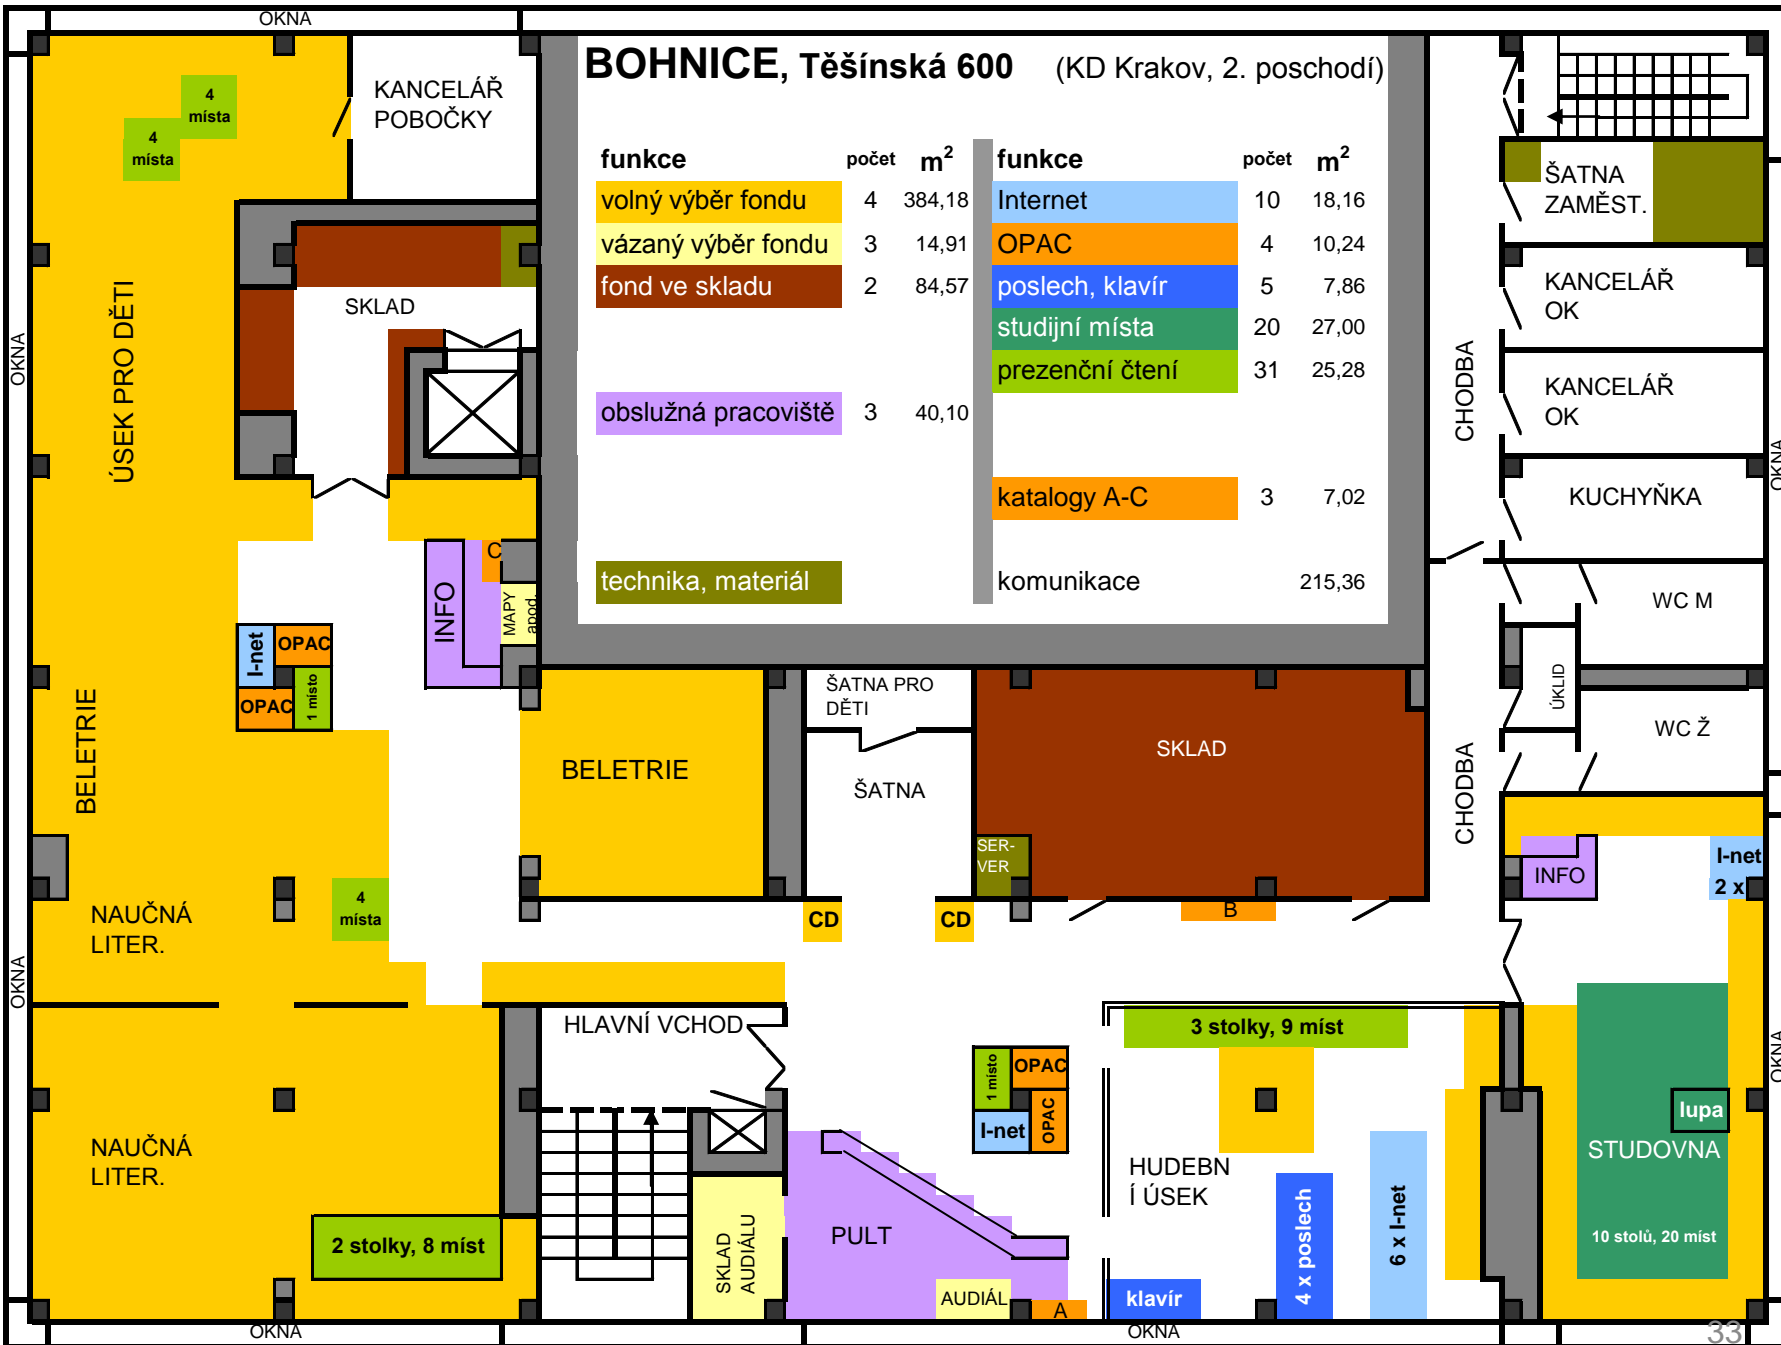 OKNA
BOHNICE, Těšínská 600 (KD Krakov, 2. poschodí)
KANCELÁŘ
POBOČKY
4
místa
4
místa
funkce počet m² funkce počet m²
volný výběr fondu 4 384,18 Internet 10 18,16
vázaný výběr fondu 3 14,91 OPAC 4 10,24
fond ve skladu 2 84,57 poslech, klavír 5 7,86
studijní místa 20 27,00
prezenční čtení 31 25,28
obslužná pracoviště 3 40,10
katalogy A-C 3 7,02
technika, materiál komunikace 215,36
ŠATNA
ZAMĚST.
KANCELÁŘ
OK
KANCELÁŘ
OK
KUCHYŇKA
WC M
ÚKLID
WC Ž
CHODBA
CHODBA
OKNA
OKNA
SKLAD
ÚSEK PRO DĚTI
OKNA
INFO
C
MAPY
apod.
I-net
OPAC
OPAC
1 místo
BELETRIE
BELETRIE
ŠATNA PRO
DĚTI
ŠATNA
SKLAD
SER-
VER
INFO
I-net
2 x
NAUČNÁ
LITER.
4
místa
CD
CD
B
OKNA
HLAVNÍ VCHOD
3 stolky, 9 míst
1 místo
OPAC
I-net
OPAC
lupa
STUDOVNA
10 stolů, 20 míst
NAUČNÁ
LITER.
2 stolky, 8 míst
HUDEBN
Í ÚSEK
SKLAD
AUDIÁLU
PULT
AUDIÁL
A
klavír
4 x poslech
6 x I-net
OKNA
OKNA
33